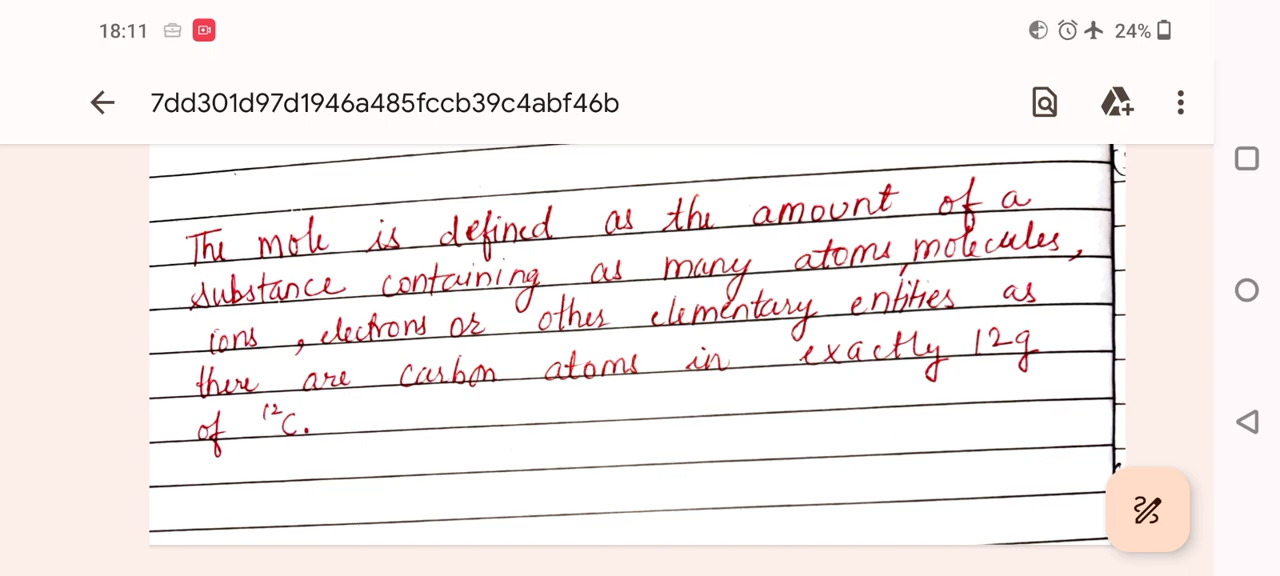 18:11
24%
7dd301d97d1946a485fccb39c4abf46b
The mole is defined as the amount of a
substance containing as many atoms, molecules,
ions, electrons or other elementary entities as
there are carbon atoms in exactly 12g
of ¹²C.